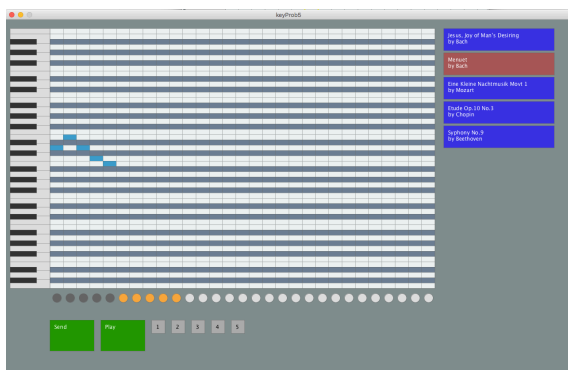 keyProb5
Jesus, Joy of Man's Desiring
by Bach
Menuet
by Bach
Eine Kleine Nachtmusik Movt 1
by Mozart
Etude Op.10 No.3
by Chopin
Syphony No.9
by Beethoven
Send
Play
1
2
3
4
5